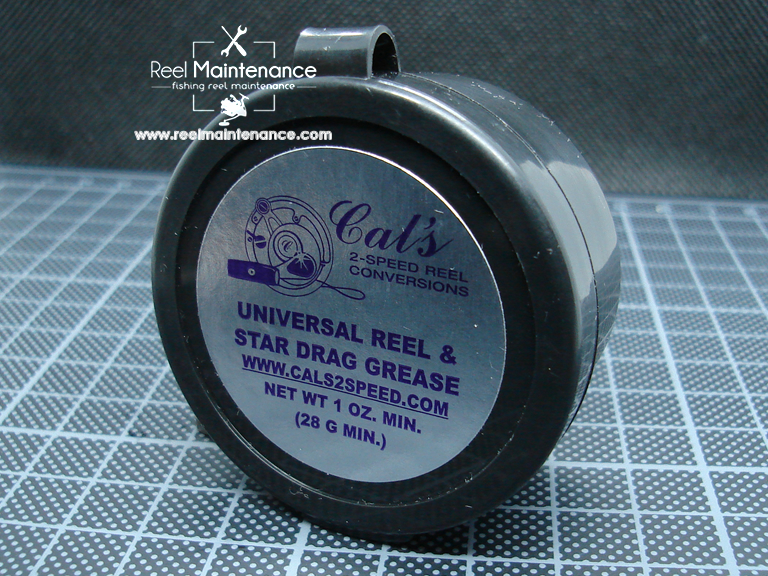 Reel Maintenance
fishing reel maintenance
www.reelmaintenance.com
Cal's
2-SPEED REEL
CONVERSIONS
UNIVERSAL REEL &
STAR DRAG GREASE
WWW.CALS2SPEED.COM
NET WT 1 OZ. MIN.
(28 G MIN.)